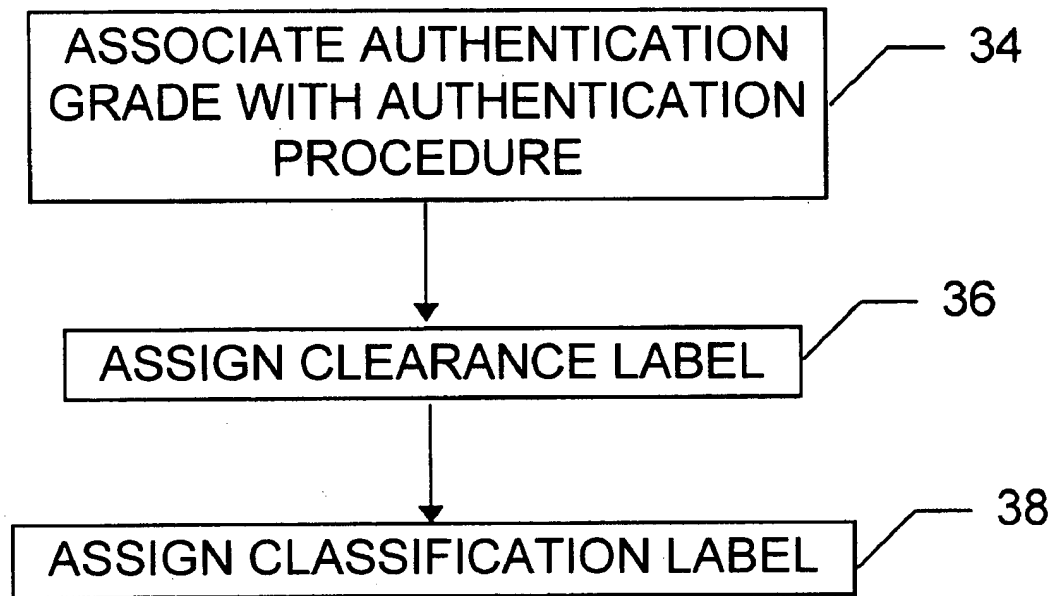 ASSOCIATE AUTHENTICATION
GRADE WITH AUTHENTICATION
PROCEDURE
34
36
ASSIGN CLEARANCE LABEL
38
ASSIGN CLASSIFICATION LABEL